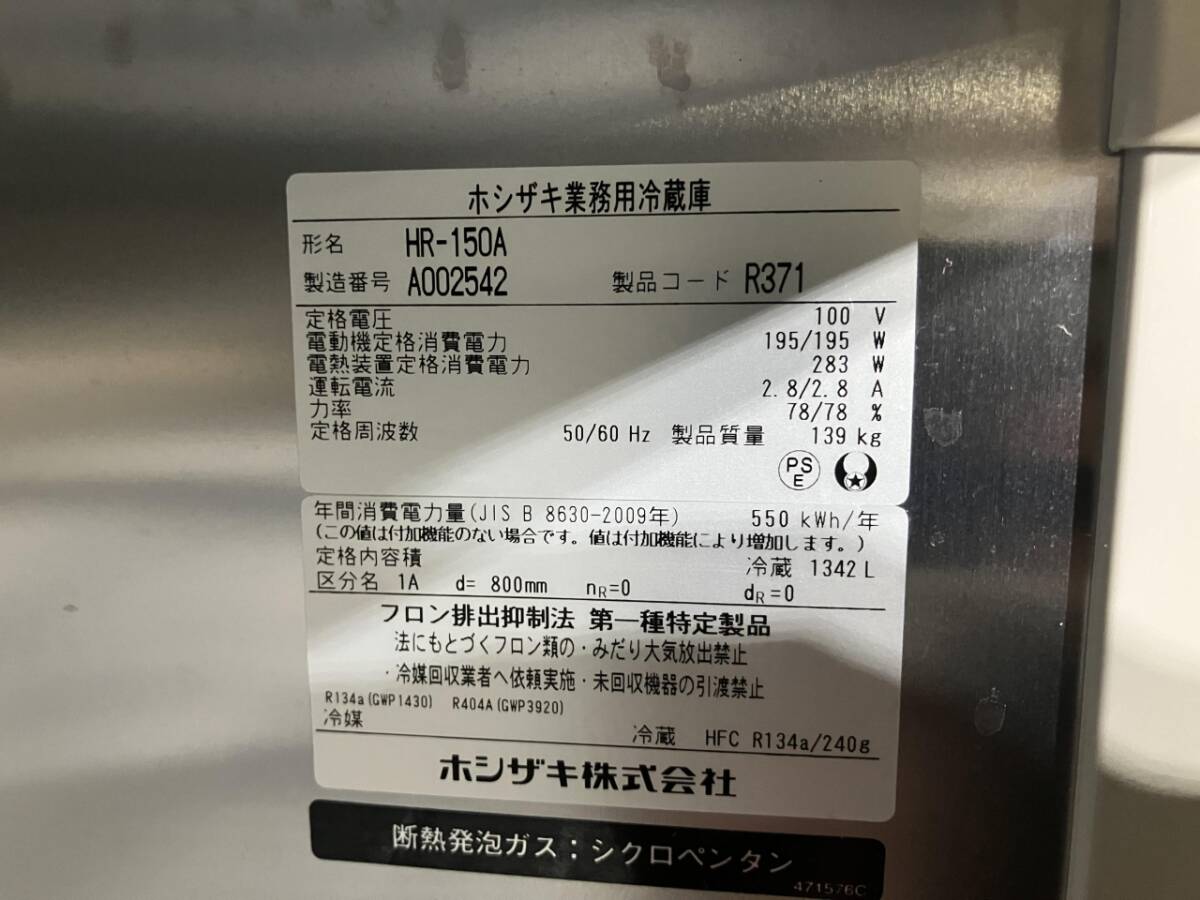 ホシザキ業務用冷蔵庫
形名 HR-150A
製造番号 A002542 製品コード R371
定格電圧 100 V
電動機定格消費電力 195/195 W
電熱装置定格消費電力 283 W
運転電流 2.8/2.8 A
力率 78/78 %
定格周波数 50/60 Hz 製品質量 139 kg
PS
E
年間消費電力量(JIS B 8630-2009年) 550 kWh/年
(この値は付加機能のない場合です。値は付加機能により増加します。)
定格内容積 冷蔵 1342 L
区分名 1A d= 800mm nR=0 dR=0
フロン排出抑制法 第一種特定製品
法にもとづくフロン類の・みだり大気放出禁止
・冷媒回収業者へ依頼実施・未回収機器の引渡禁止
R134a(GWP1430) R404A(GWP3920)
冷媒
冷蔵 HFC R134a/240g
ホシザキ株式会社
断熱発泡ガス：シクロペンタン
471576C